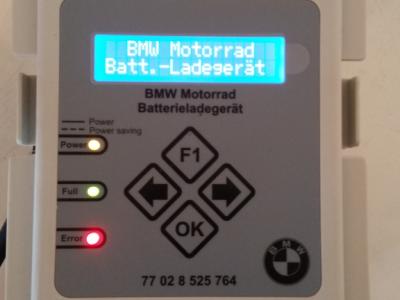 BMW Motorrad
Batt.-Ladegerät
BMW Motorrad
Batterieladegerät
Power
Power saving
Power
F1
Full
OK
Error
BMW
77 02 8 525 764